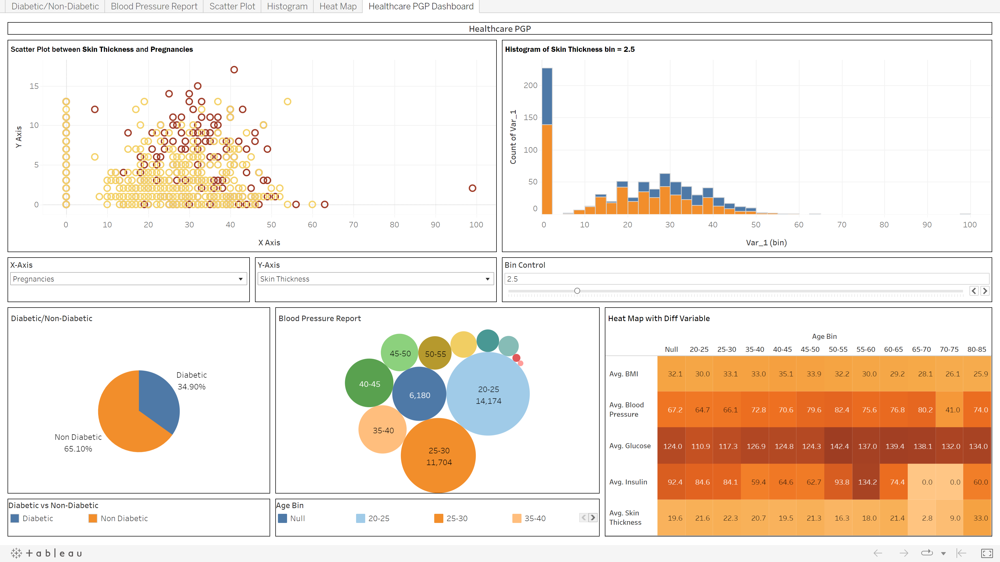 Diabetic/Non-Diabetic
Blood Pressure Report
Scatter Plot
Histogram
Heat Map
Healthcare PGP Dashboard
Healthcare PGP
Scatter Plot between Skin Thickness and Pregnancies
15
10
5
0
Y Axis
0 10 20 30 40 50 60 70 80 90 100
X Axis
Histogram of Skin Thickness bin = 2.5
200
150
100
50
0
Count of Var_1
0 10 20 30 40 50 60 70 80 90 100
Var_1 (bin)
X-Axis
Pregnancies
Y-Axis
Skin Thickness
Bin Control
2.5
Diabetic/Non-Diabetic
Diabetic
34.90%
Non Diabetic
65.10%
Blood Pressure Report
45-50
50-55
40-45
6,180
20-25
14,174
35-40
25-30
11,704
Heat Map with Diff Variable
Age Bin
Null 20-25 25-30 35-40 40-45 45-50 50-55 55-60 60-65 65-70 70-75 80-85
Avg. BMI 32.1 30.0 33.1 33.0 35.1 33.9 32.2 30.0 29.2 28.1 26.1 25.9
Avg. Blood
Pressure 67.2 64.7 66.1 72.8 70.6 79.6 82.4 75.6 76.8 80.2 41.0 74.0
Avg. Glucose 124.0 110.9 117.3 126.9 124.8 124.3 142.4 137.0 139.4 138.1 132.0 134.0
Avg. Insulin 92.4 84.6 84.1 59.4 64.6 62.7 93.8 134.2 74.4 0.0 0.0 60.0
Avg. Skin
Thickness 19.6 21.6 22.3 20.7 19.5 21.3 16.3 18.0 21.4 2.8 9.0 33.0
Diabetic vs Non-Diabetic
Diabetic
Non Diabetic
Age Bin
Null
20-25
25-30
35-40
+ableau